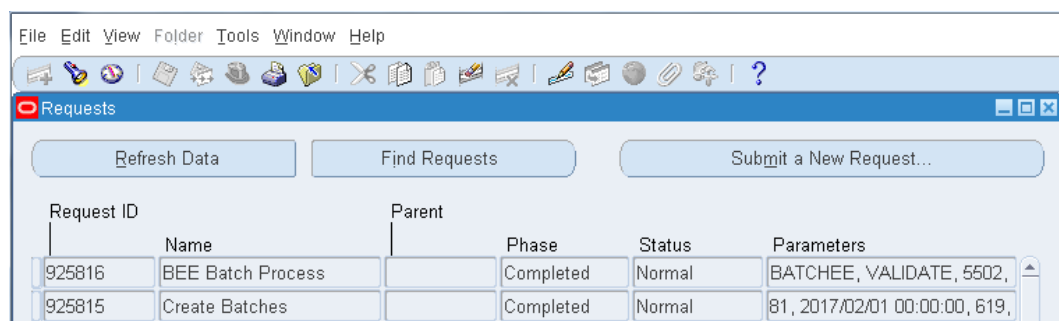 File Edit View Folder Tools Window Help
?
Requests
Refresh Data Find Requests Submit a New Request...
Request ID Parent
Name Phase Status Parameters
925816 BEE Batch Process Completed Normal BATCHEE, VALIDATE, 5502,
925815 Create Batches Completed Normal 81, 2017/02/01 00:00:00, 619,